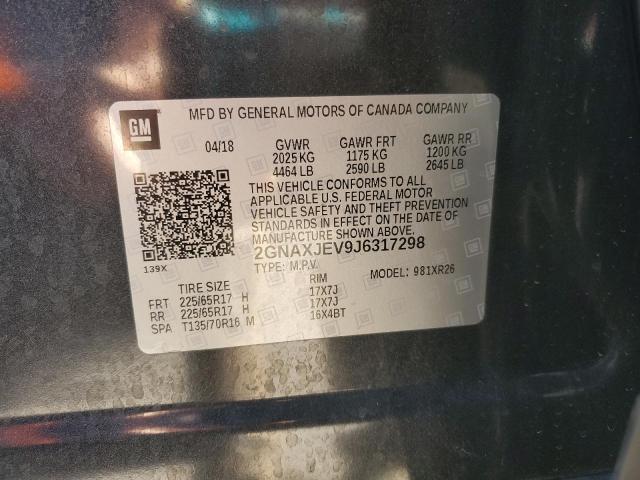 GM
MFD BY GENERAL MOTORS OF CANADA COMPANY
04/18 GVWR GAWR FRT GAWR RR
2025 KG 1175 KG 1200 KG
4464 LB 2590 LB 2645 LB
THIS VEHICLE CONFORMS TO ALL
APPLICABLE U.S. FEDERAL MOTOR
VEHICLE SAFETY AND THEFT PREVENTION
STANDARDS IN EFFECT ON THE DATE OF
MANUFACTURE SHOWN ABOVE.
139X 2GNAXJEV9J6317298
TYPE: M.P.V. MODEL: 981XR26
TIRE SIZE RIM
FRT 225/65R17 H 17X7J
RR 225/65R17 H 17X7J
SPA T135/70R16 M 16X4BT